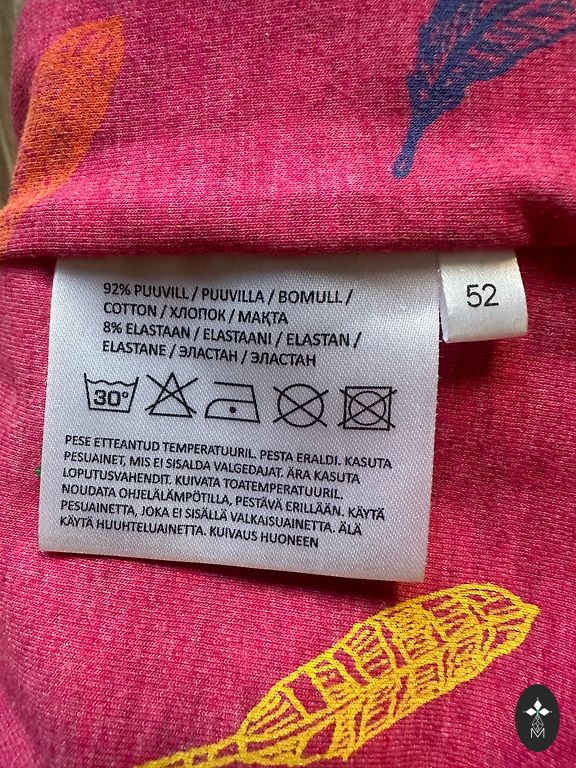 92% PUUVILL / PUUVILLA / BOMULL /
COTTON / ХЛОПОК / МАҚТА
8% ELASTAAN / ELASTAANI / ELASTAN /
ELASTANE / ЭЛАСТАН / ЭЛАСТАН
52
30°
PESE ETTEANTUD TEMPERATUURIL. PESTA ERALDI. KASUTA
PESUAINET, MIS EI SISALDA VALGEDAJAT. ÄRA KASUTA
LOPUTUSVAHENDIT. KUIVATA TOATEMPERATUURIL.
NOUDATA OHJELÄLÄMPÖTILLA, PESTÄVÄ ERILLÄÄN. KÄYTÄ
PESUAINETTA, JOKA EI SISÄLLÄ VALKAISUAINETTA. ÄLÄ
KÄYTÄ HUUHTELUAINETTA. KUIVAUS HUONEEN
M